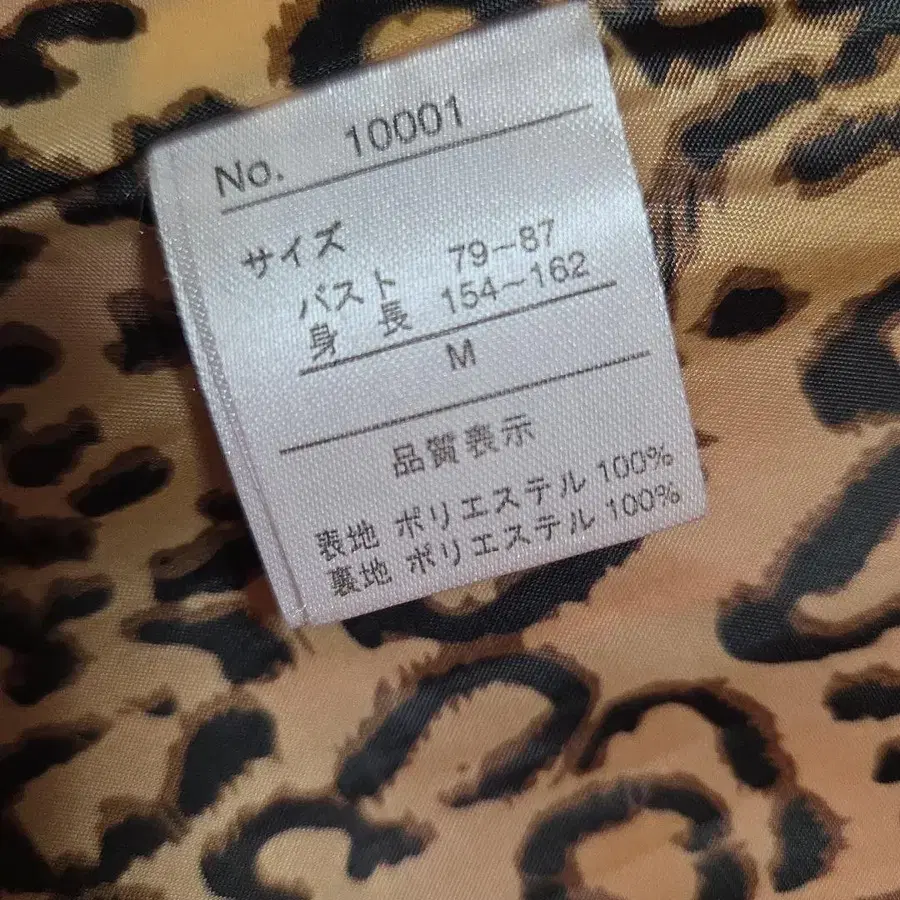 No. 10001
サイズ
バスト 79～87
身長 154～162
M
品質表示
表地 ポリエステル 100%
裏地 ポリエステル 100%